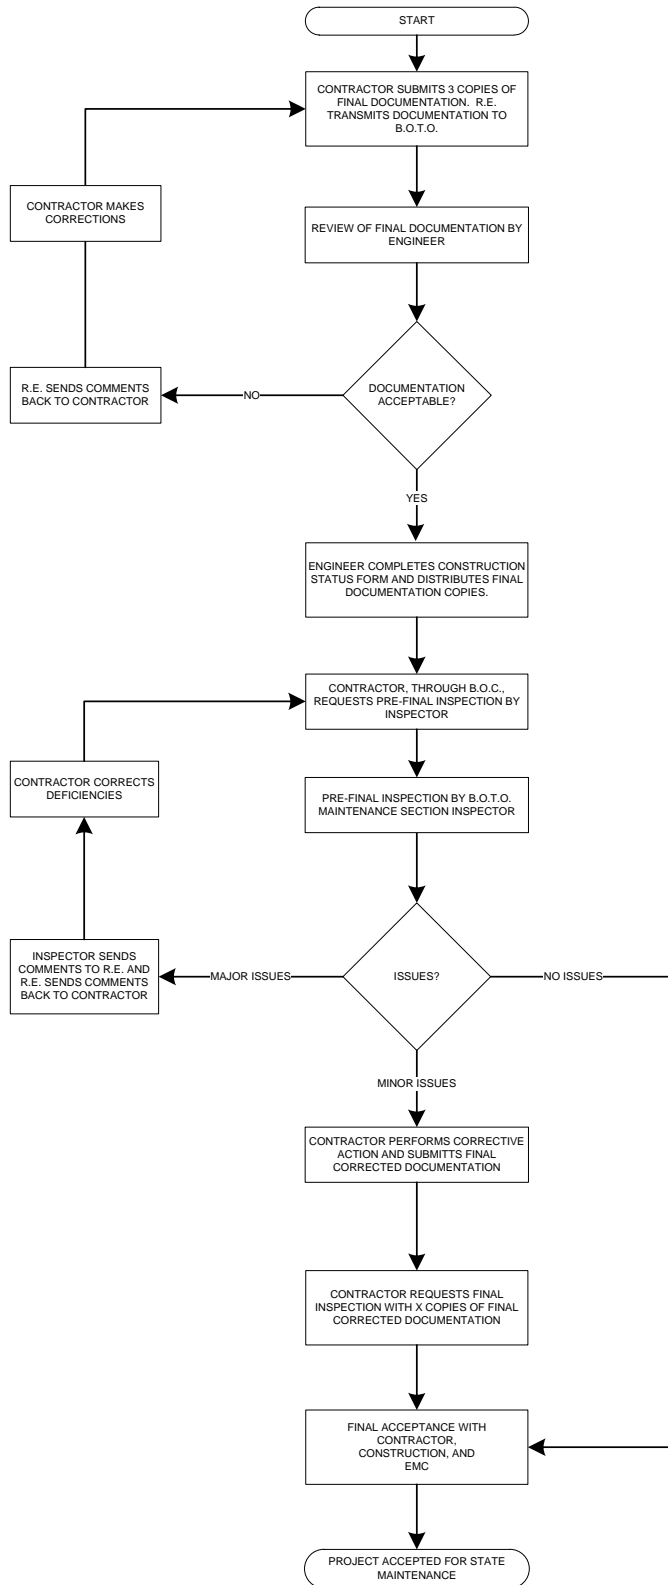 START
CONTRACTOR SUBMITS 3 COPIES OF
FINAL DOCUMENTATION.  R.E.
TRANSMITS DOCUMENTATION TO
B.O.T.O.
CONTRACTOR MAKES
CORRECTIONS
REVIEW OF FINAL DOCUMENTATION BY
ENGINEER
R.E. SENDS COMMENTS
BACK TO CONTRACTOR
NO
DOCUMENTATION
ACCEPTABLE?
YES
ENGINEER COMPLETES CONSTRUCTION
STATUS FORM AND DISTRIBUTES FINAL
DOCUMENTATION COPIES.
CONTRACTOR, THROUGH B.O.C.,
REQUESTS PRE-FINAL INSPECTION BY
INSPECTOR
CONTRACTOR CORRECTS
DEFICIENCIES
PRE-FINAL INSPECTION BY B.O.T.O.
MAINTENANCE SECTION INSPECTOR
INSPECTOR SENDS
COMMENTS TO R.E. AND
R.E. SENDS COMMENTS
BACK TO CONTRACTOR
MAJOR ISSUES
ISSUES?
NO ISSUES
MINOR ISSUES
CONTRACTOR PERFORMS CORRECTIVE
ACTION AND SUBMITTS FINAL
CORRECTED DOCUMENTATION
CONTRACTOR REQUESTS FINAL
INSPECTION WITH X COPIES OF FINAL
CORRECTED DOCUMENTATION
FINAL ACCEPTANCE WITH
CONTRACTOR,
CONSTRUCTION, AND
EMC
PROJECT ACCEPTED FOR STATE
MAINTENANCE